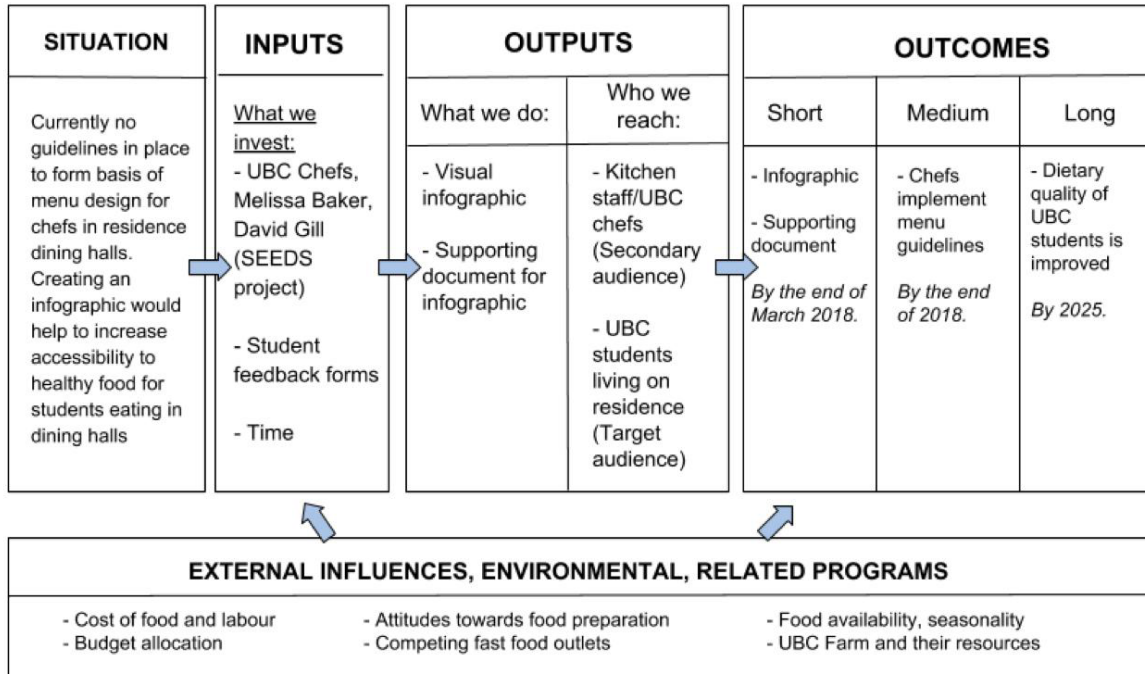 SITUATION
Currently no
guidelines in place
to form basis of
menu design for
chefs in residence
dining halls.
Creating an
infographic would
help to increase
accessibility to
healthy food for
students eating in
dining halls
INPUTS
What we
invest:
- UBC Chefs,
Melissa Baker,
David Gill
(SEEDS
project)
- Student
feedback forms
- Time
OUTPUTS
What we do:
- Visual
infographic
- Supporting
document for
infographic
Who we
reach:
- Kitchen
staff/UBC
chefs
(Secondary
audience)
- UBC
students
living on
residence
(Target
audience)
OUTCOMES
Short
- Infographic
- Supporting
document
By the end of
March 2018.
Medium
- Chefs
implement
menu
guidelines
By the end
of 2018.
Long
- Dietary
quality of
UBC
students is
improved
By 2025.
EXTERNAL INFLUENCES, ENVIRONMENTAL, RELATED PROGRAMS
- Cost of food and labour
- Budget allocation
- Attitudes towards food preparation
- Competing fast food outlets
- Food availability, seasonality
- UBC Farm and their resources